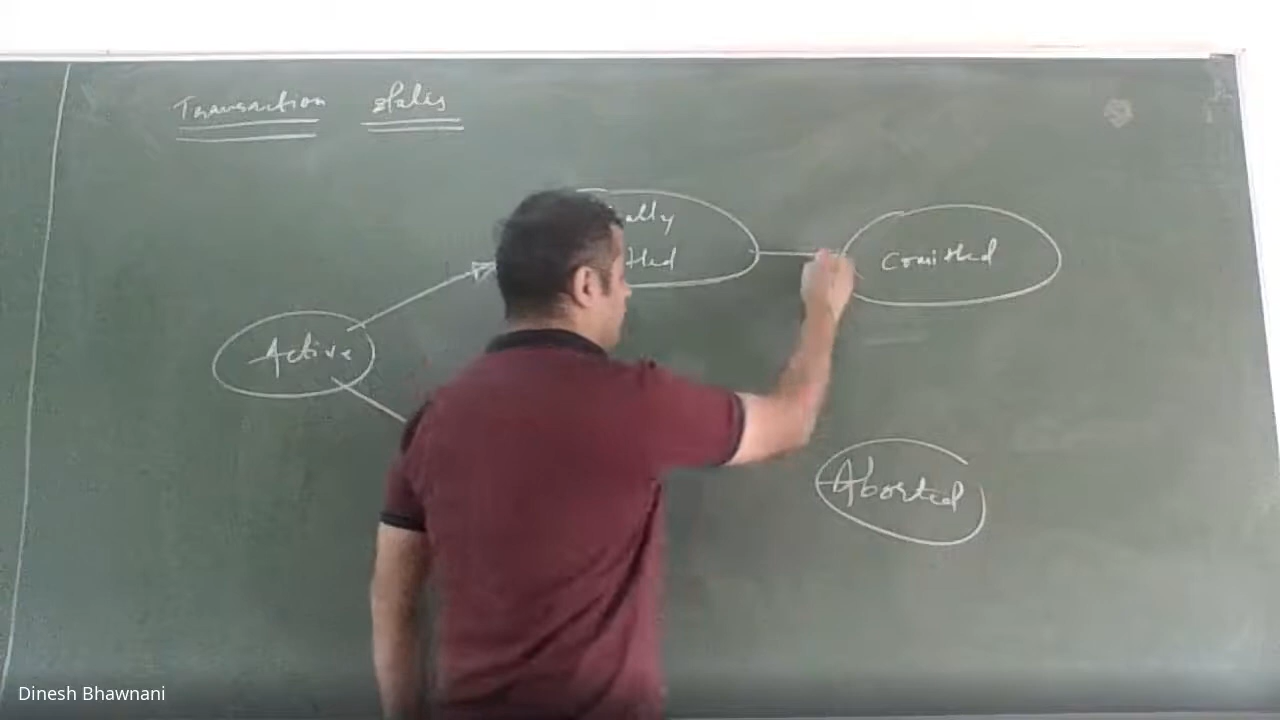 Transaction states
ally
tted
Comitted
Active
Aborted
Dinesh Bhawnani